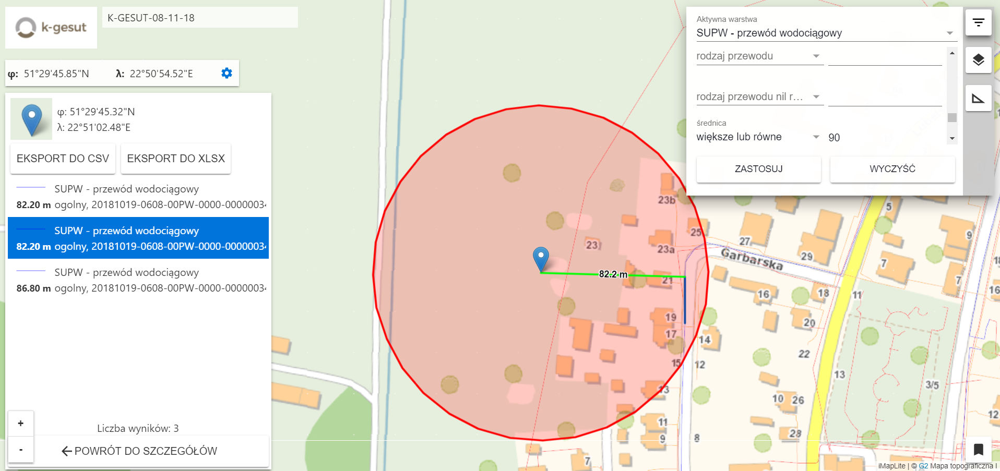 k-gesut
K-GESUT-08-11-18
φ: 51°29'45.85"N λ: 22°50'54.52"E
φ: 51°29'45.32"N
λ: 22°51'02.48"E
EKSPORT DO CSV
EKSPORT DO XLSX
SUPW - przewód wodociągowy
82.20 m ogolny, 20181019-0608-00PW-0000-0000003
SUPW - przewód wodociągowy
82.20 m ogolny, 20181019-0608-00PW-0000-0000003
SUPW - przewód wodociągowy
86.80 m ogolny, 20181019-0608-00PW-0000-0000003
Liczba wyników: 3
POWRÓT DO SZCZEGÓŁÓW
+
-
Aktywna warstwa
SUPW - przewód wodociągowy
rodzaj przewodu
rodzaj przewodu nil r...
średnica
większe lub równe
90
ZASTOSUJ
WYCZYŚĆ
23b
5
25
9
23
23a
27
Garbarska
29
7
82.2 m
21
7
16
18
11
16
19
20
17
14
22
15
12
13
3/5
13
10
26
12
11
9
8
28
7
iMapLite | © G2 Mapa topograficzna